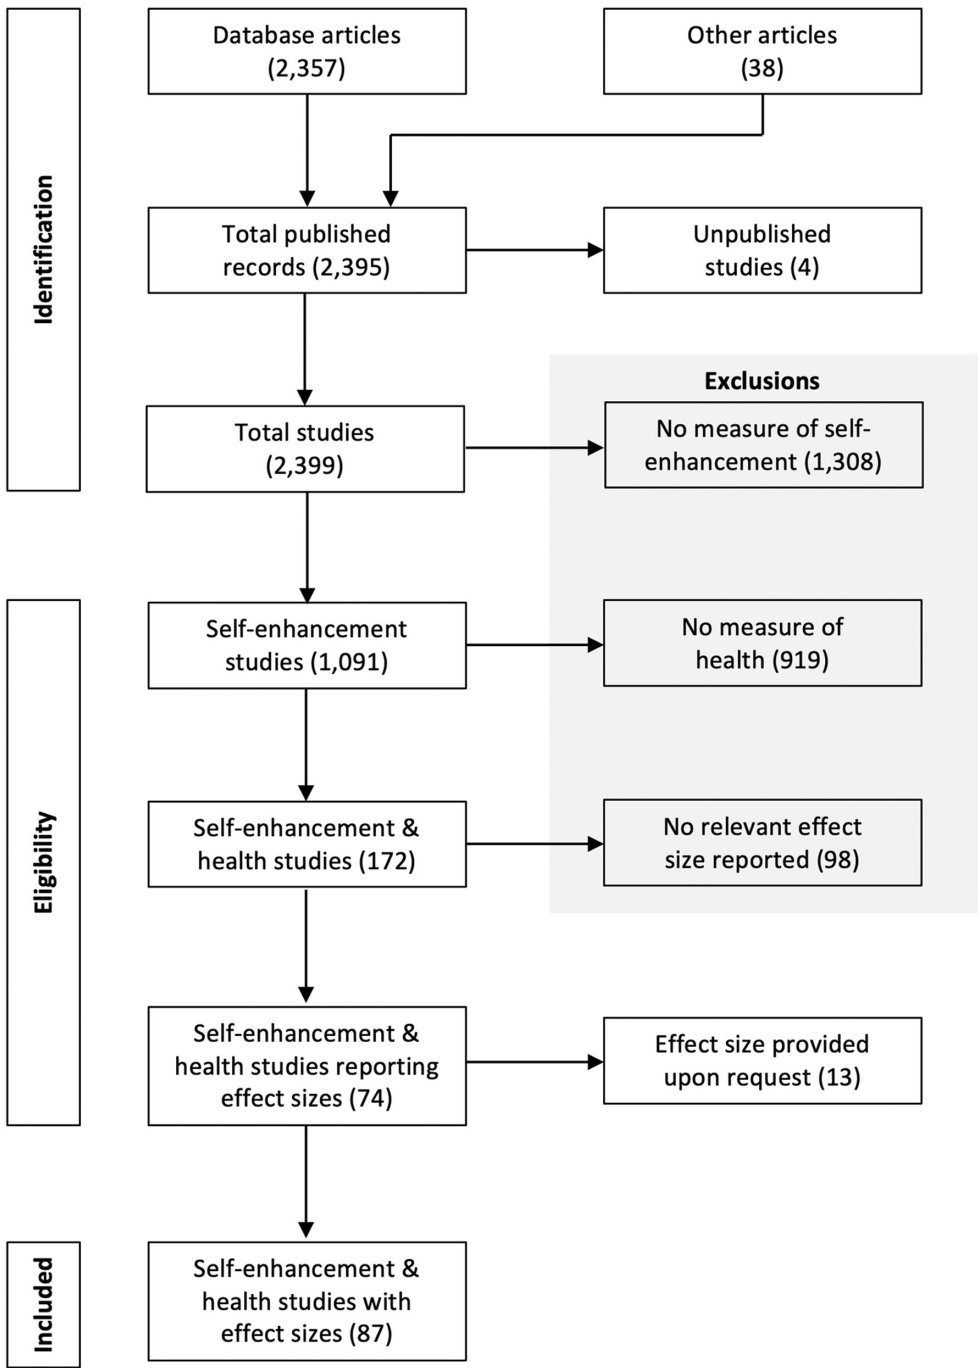 Identification
Database articles
(2,357)
Other articles
(38)
Total published
records (2,395)
Unpublished
studies (4)
Exclusions
Total studies
(2,399)
No measure of self-
enhancement (1,308)
Eligibility
Self-enhancement
studies (1,091)
No measure of
health (919)
Self-enhancement &
health studies (172)
No relevant effect
size reported (98)
Self-enhancement &
health studies reporting
effect sizes (74)
Effect size provided
upon request (13)
Included
Self-enhancement &
health studies with
effect sizes (87)